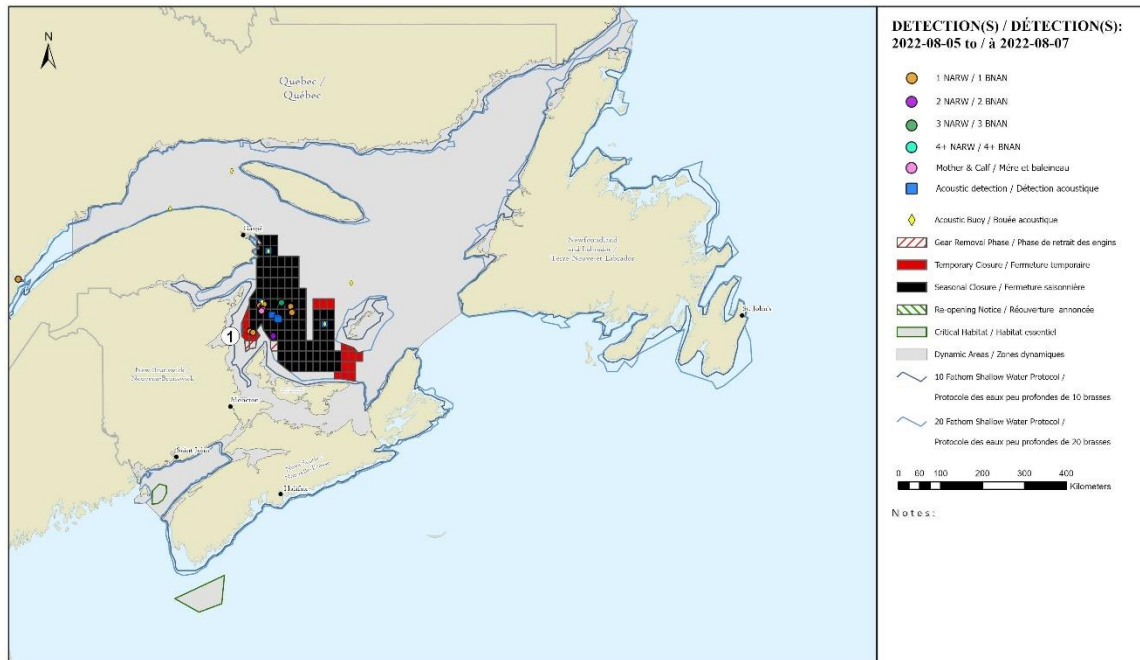 N
Quebec /
Québec
Gaspé
Newfoundland
and Labrador /
Terre-Neuve-et-Labrador
St. John's
1
New Brunswick
Nouveau-Brunswick
Moncton
Saint John
Nova Scotia /
Nouvelle-Écosse
Halifax
DETECTION(S) / DÉTECTION(S):
2022-08-05 to / à 2022-08-07
1 NARW / 1 BNAN
2 NARW / 2 BNAN
3 NARW / 3 BNAN
4+ NARW / 4+ BNAN
Mother & Calf / Mère et baleineau
Acoustic detection / Détection acoustique
Acoustic Buoy / Bouée acoustique
Gear Removal Phase / Phase de retrait des engins
Temporary Closure / Fermeture temporaire
Seasonal Closure / Fermeture saisonnière
Re-opening Notice / Réouverture annoncée
Critical Habitat / Habitat essentiel
Dynamic Areas / Zones dynamiques
10 Fathom Shallow Water Protocol /
Protocole des eaux peu profondes de 10 brasses
20 Fathom Shallow Water Protocol /
Protocole des eaux peu profondes de 20 brasses
0 60 100 200 300 400
Kilometers
Notes: